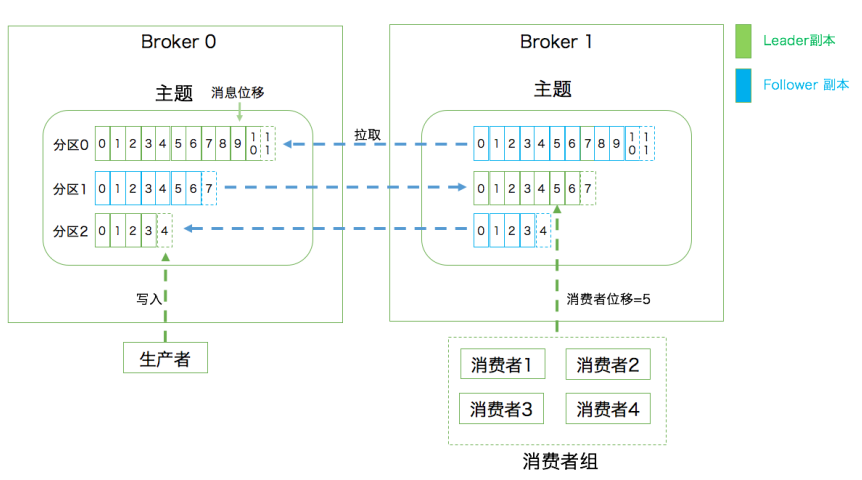 Broker 0
Broker 1
Leader副本
Follower 副本
主题
消息位移
主题
分区0
0 1 2 3 4 5 6 7 8 9 10 11
拉取
0 1 2 3 4 5 6 7 8 9 10 11
分区1
0 1 2 3 4 5 6 7
0 1 2 3 4 5 6 7
分区2
0 1 2 3 4
0 1 2 3 4
写入
消费者位移=5
生产者
消费者1
消费者2
消费者3
消费者4
消费者组